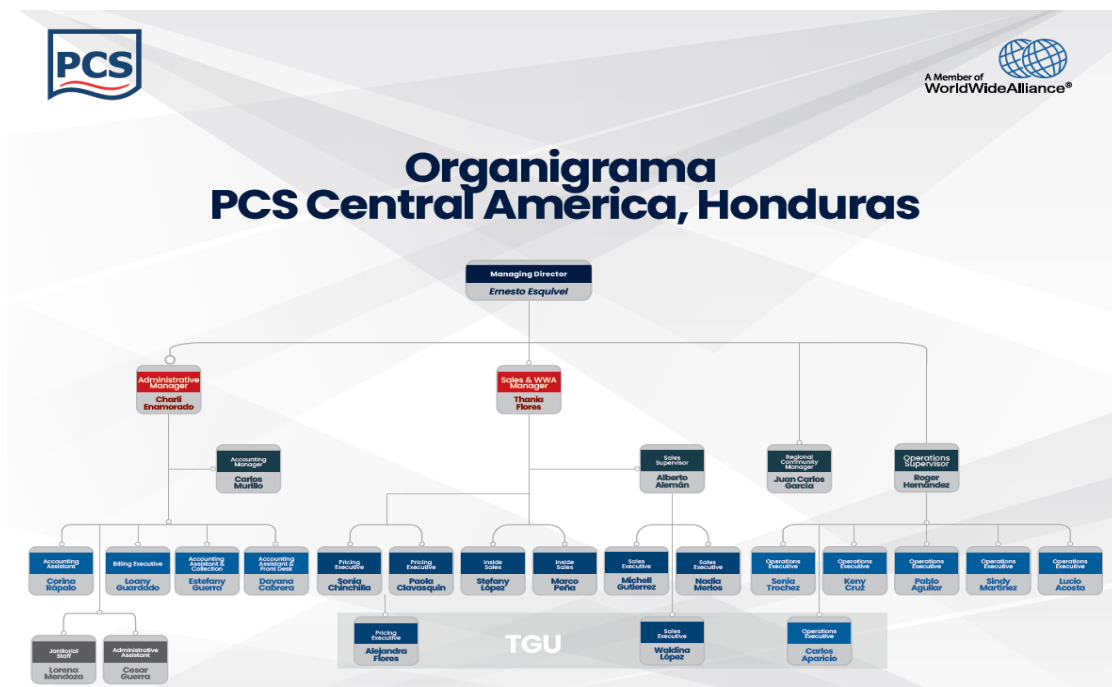 PCS
A Member of
WorldWideAlliance®
Organigrama
PCS Central América, Honduras
Managing Director
Ernesto Esquivel
Administrative
Manager
Charli
Enamorado
Sales & WWA
Manager
Thania
Flores
Accounting
Manager
Carlos
Murillo
Sales
Supervisor
Alberto
Alemán
Regional
Community
Manager
Juan Carlos
García
Operations
Supervisor
Roger
Hernández
Accounting
Assistant
Corina
Rápalo
Billing Executive
Loany
Guardddo
Accounting
Assistant &
Collection
Estefany
Guerra
Accounting
Assistant &
Front Desk
Dayana
Cabrera
Pricing
Executive
Sonia
Chinchilla
Pricing
Executive
Paola
Clavasquin
Inside
Sales
Stefany
López
Inside
Sales
Marco
Peña
Sales
Executive
Michell
Gutierrez
Sales
Executive
Nadia
Merlos
Operations
Executive
Senia
Trochez
Operations
Executive
Keny
Cruz
Operations
Executive
Pablo
Aguilar
Operations
Executive
Sindy
Martínez
Operations
Executive
Lucio
Acosta
Janitorial
Staff
Lorena
Mendoza
Administrative
Assistant
Cesar
Guerra
Pricing
Executive
Alejandra
Flores
TGU
Sales
Executive
Waldina
López
Operations
Executive
Carlos
Aparicio